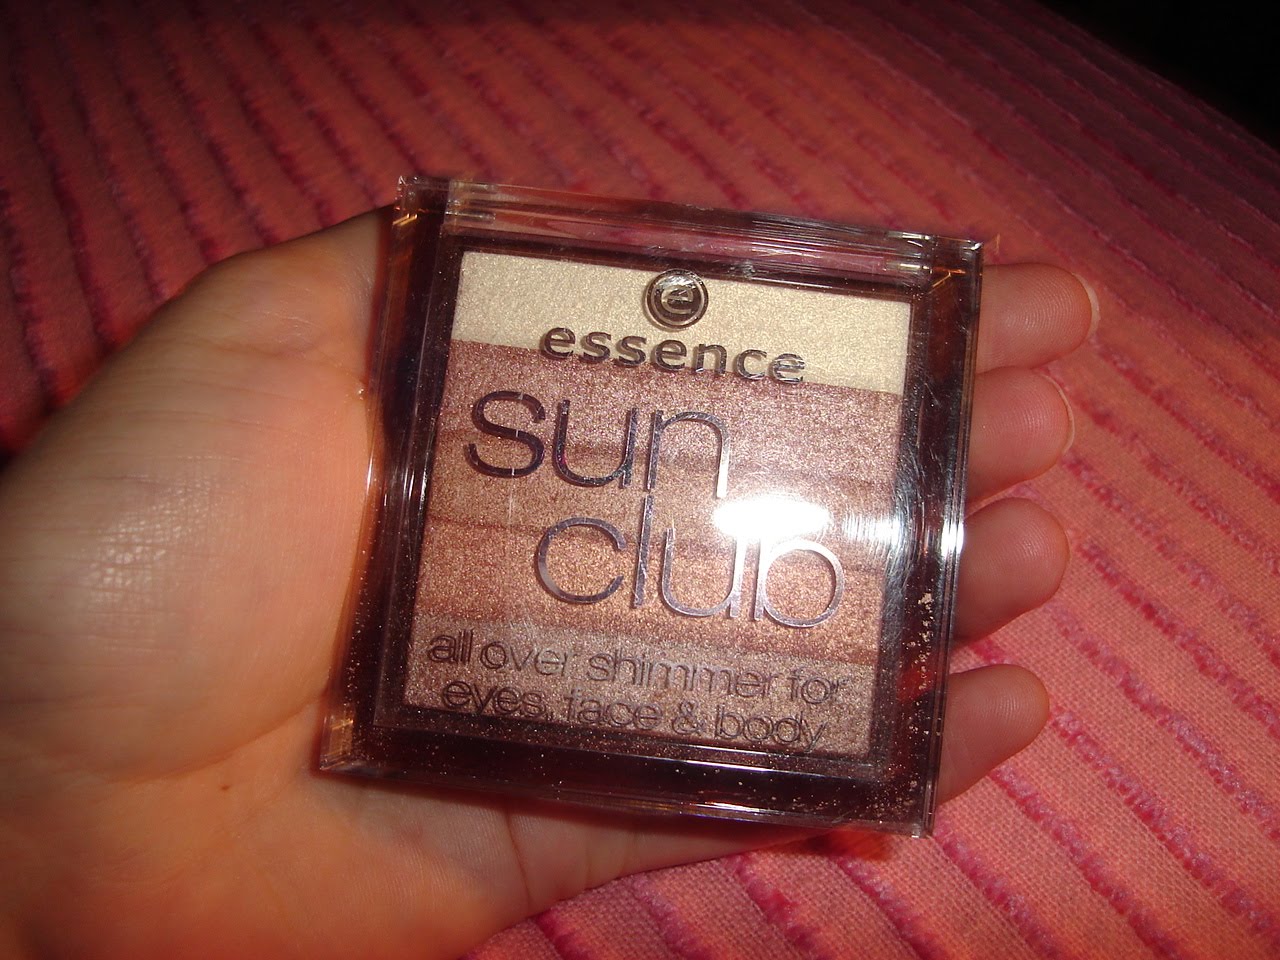 e
essence
sun
club
all over shimmer for
eyes, face & body